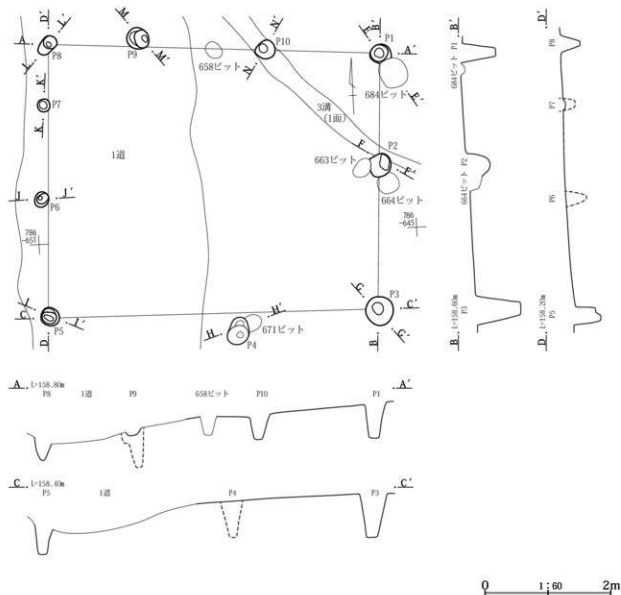 M D' L' N' E B' P1
A P8 P9 M' 658ピット P10 N A'
L K' P7 K
684ピット E'
3溝
(1面)
1道
P2 F
663ピット F'
664ピット
J P6 J'
786
-651
786
-645
I C P5 I' D
H H' 671ピット P4
G P3 C' B G'
A L=158.80m A'
P8 1道 P9 658ピット P10 P1
C L=158.40m C'
P5 1道 P4 P3
B' P1 684ピット P2 664ピット P3 L=158.60m B
D' P8 P7 P6 L=158.20m P5 D
0 1:60 2m